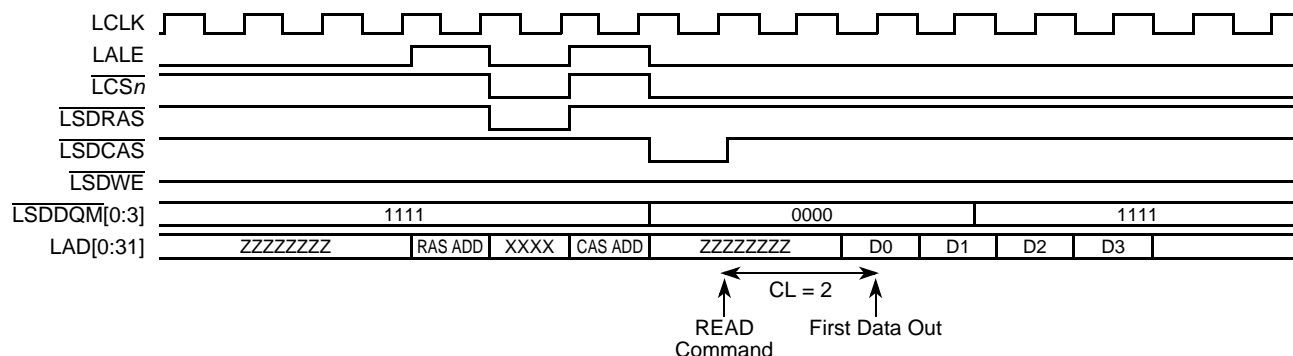 LCLK
LALE
LCSn
LSDRAS
LSDCAS
LSDWE
LSDDQM[0:3] 1111 0000 1111
LAD[0:31] ZZZZZZZZ RAS ADD XXXX CAS ADD ZZZZZZZZ D0 D1 D2 D3
CL = 2
READ First Data Out
Command